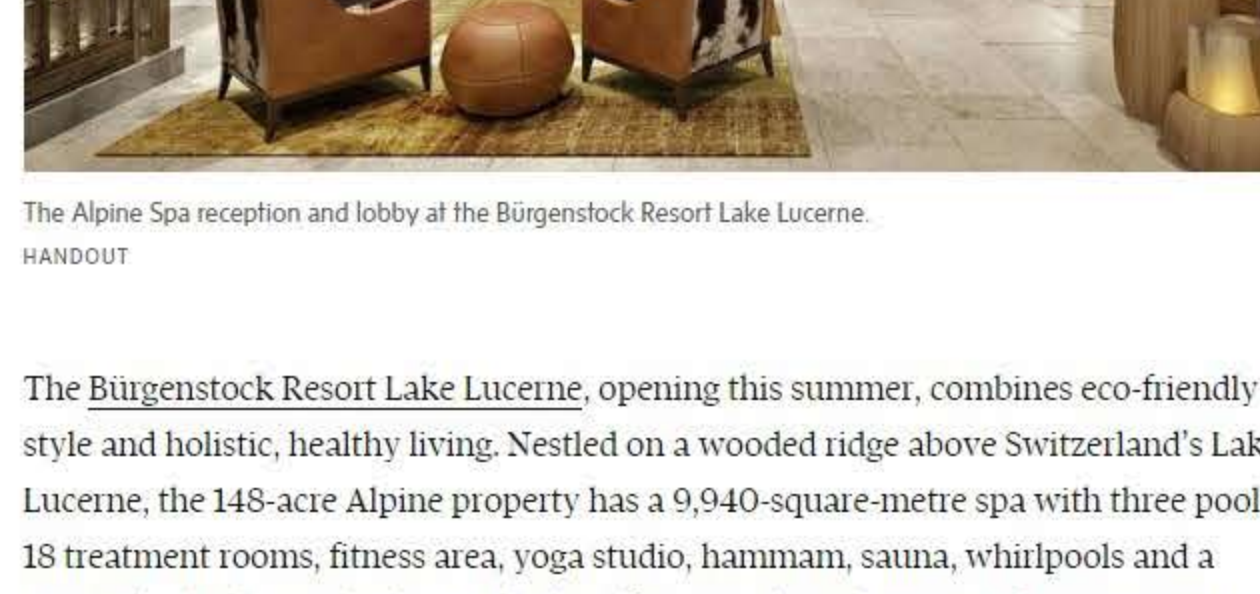 The Alpine Spa reception and lobby at the Bürgenstock Resort Lake Lucerne.
HANDOUT
The Bürgenstock Resort Lake Lucerne, opening this summer, combines eco-friendly
style and holistic, healthy living. Nestled on a wooded ridge above Switzerland's Lak
Lucerne, the 148-acre Alpine property has a 9,940-square-metre spa with three pool
18 treatment rooms, fitness area, yoga studio, hammam, sauna, whirlpools and a